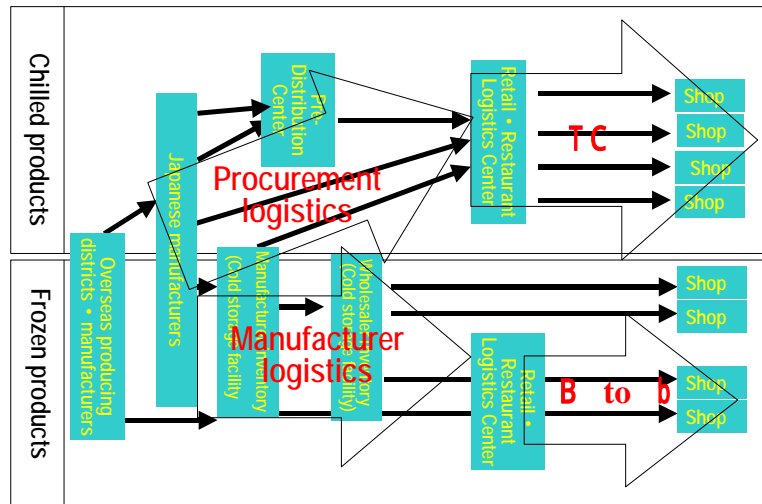 Chilled products
Pre-
Distribution
Center
Retail・Restaurant
Logistics Center
Shop
Shop
Shop
Shop
TC
Procurement
logistics
Japanese manufacturers
Overseas producing
districts・manufacturers
Frozen products
Manufacturer inventory
(Cold storage facility)
Wholesaler inventory
(Cold storage facility)
Manufacturer
logistics
Retail・
Restaurant
Logistics Center
Shop
Shop
B to b
Shop
Shop